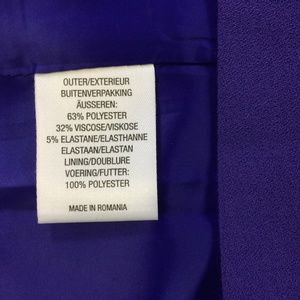 OUTER/EXTERIEUR
BUITENVERPAKKING
ÄUSSEREN:
63% POLYESTER
32% VISCOSE/VISKOSE
5% ELASTANE/ELASTHANNE
ELASTAAN/ELASTAN
LINING/DOUBLURE
VOERING/FUTTER:
100% POLYESTER
MADE IN ROMANIA